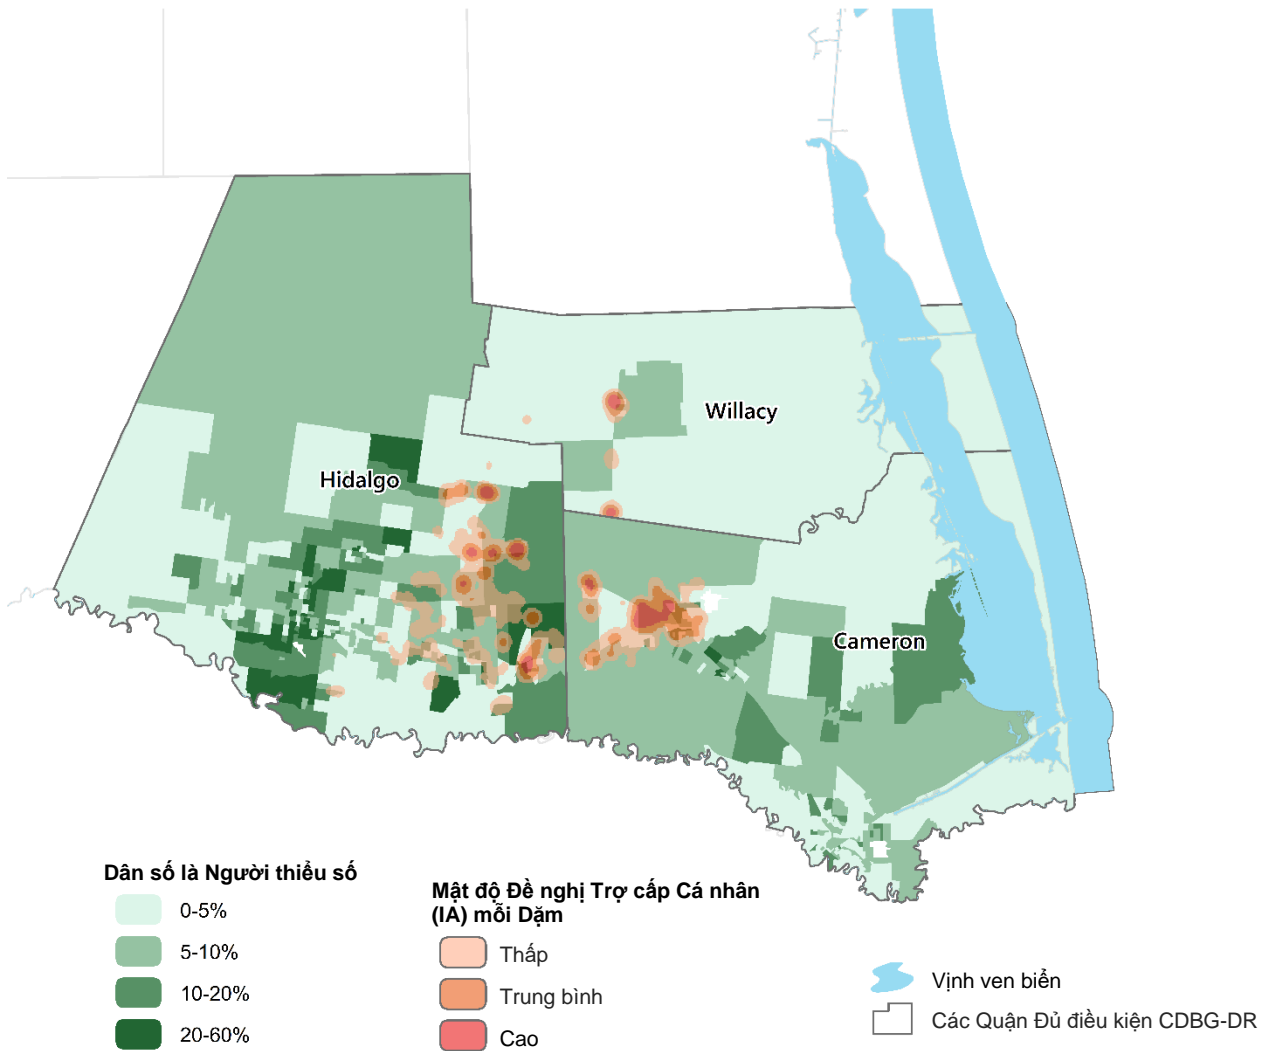 Willacy
Hidalgo
Cameron
Dân số là Người thiểu số
0-5%
5-10%
10-20%
20-60%
Mật độ Đề nghị Trợ cấp Cá nhân
(IA) mỗi Dặm
Thấp
Trung bình
Cao
Vịnh ven biển
Các Quận Đủ điều kiện CDBG-DR